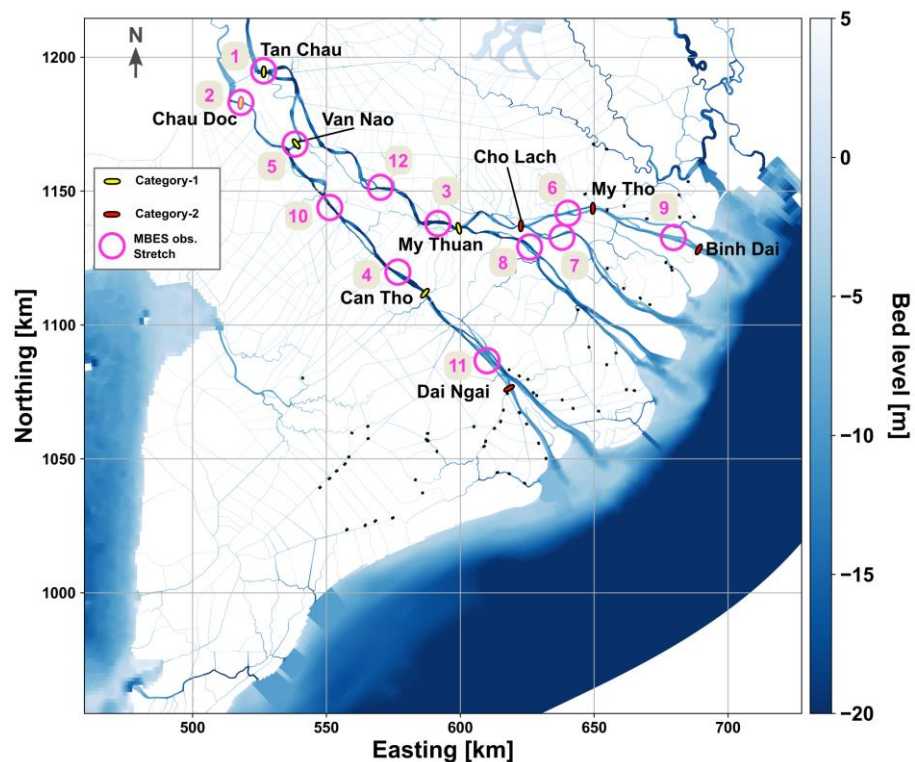 N
1
Tan Chau
2
Chau Doc
Van Nao
5
12
Cho Lach
3
6
My Tho
9
10
My Thuan
8
7
Binh Dai
4
Can Tho
11
Dai Ngai
Category-1
Category-2
MBES obs.
Stretch
1200
1150
1100
1050
1000
Northing [km]
500
550
600
650
700
Easting [km]
5
0
−5
−10
−15
−20
Bed level [m]